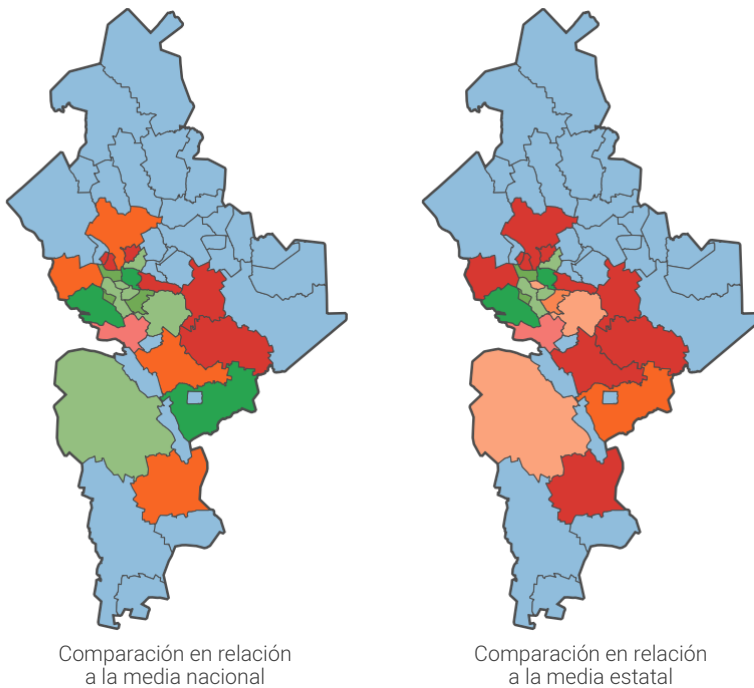 Comparación en relación
a la media nacional
Comparación en relación
a la media estatal